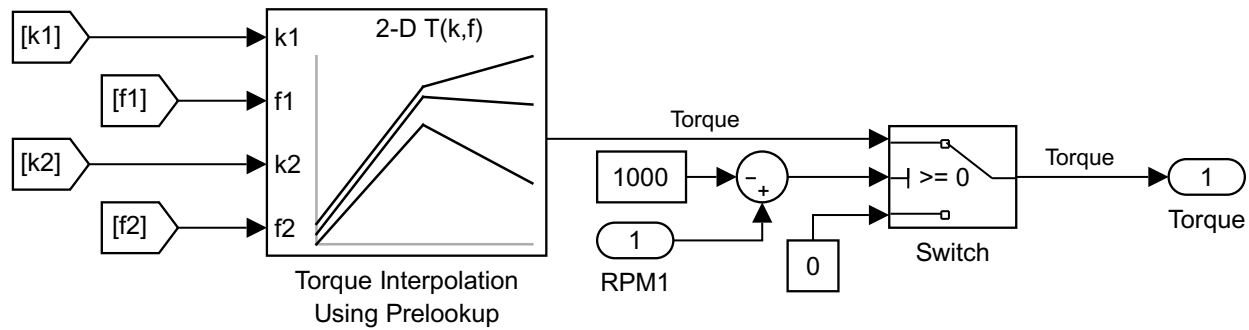 [k1]
[f1]
[k2]
[f2]
k1
f1
k2
f2
2-D T(k,f)
Torque Interpolation
Using Prelookup
Torque
1000
−
+
1
RPM1
0
>= 0
Switch
Torque
1
Torque